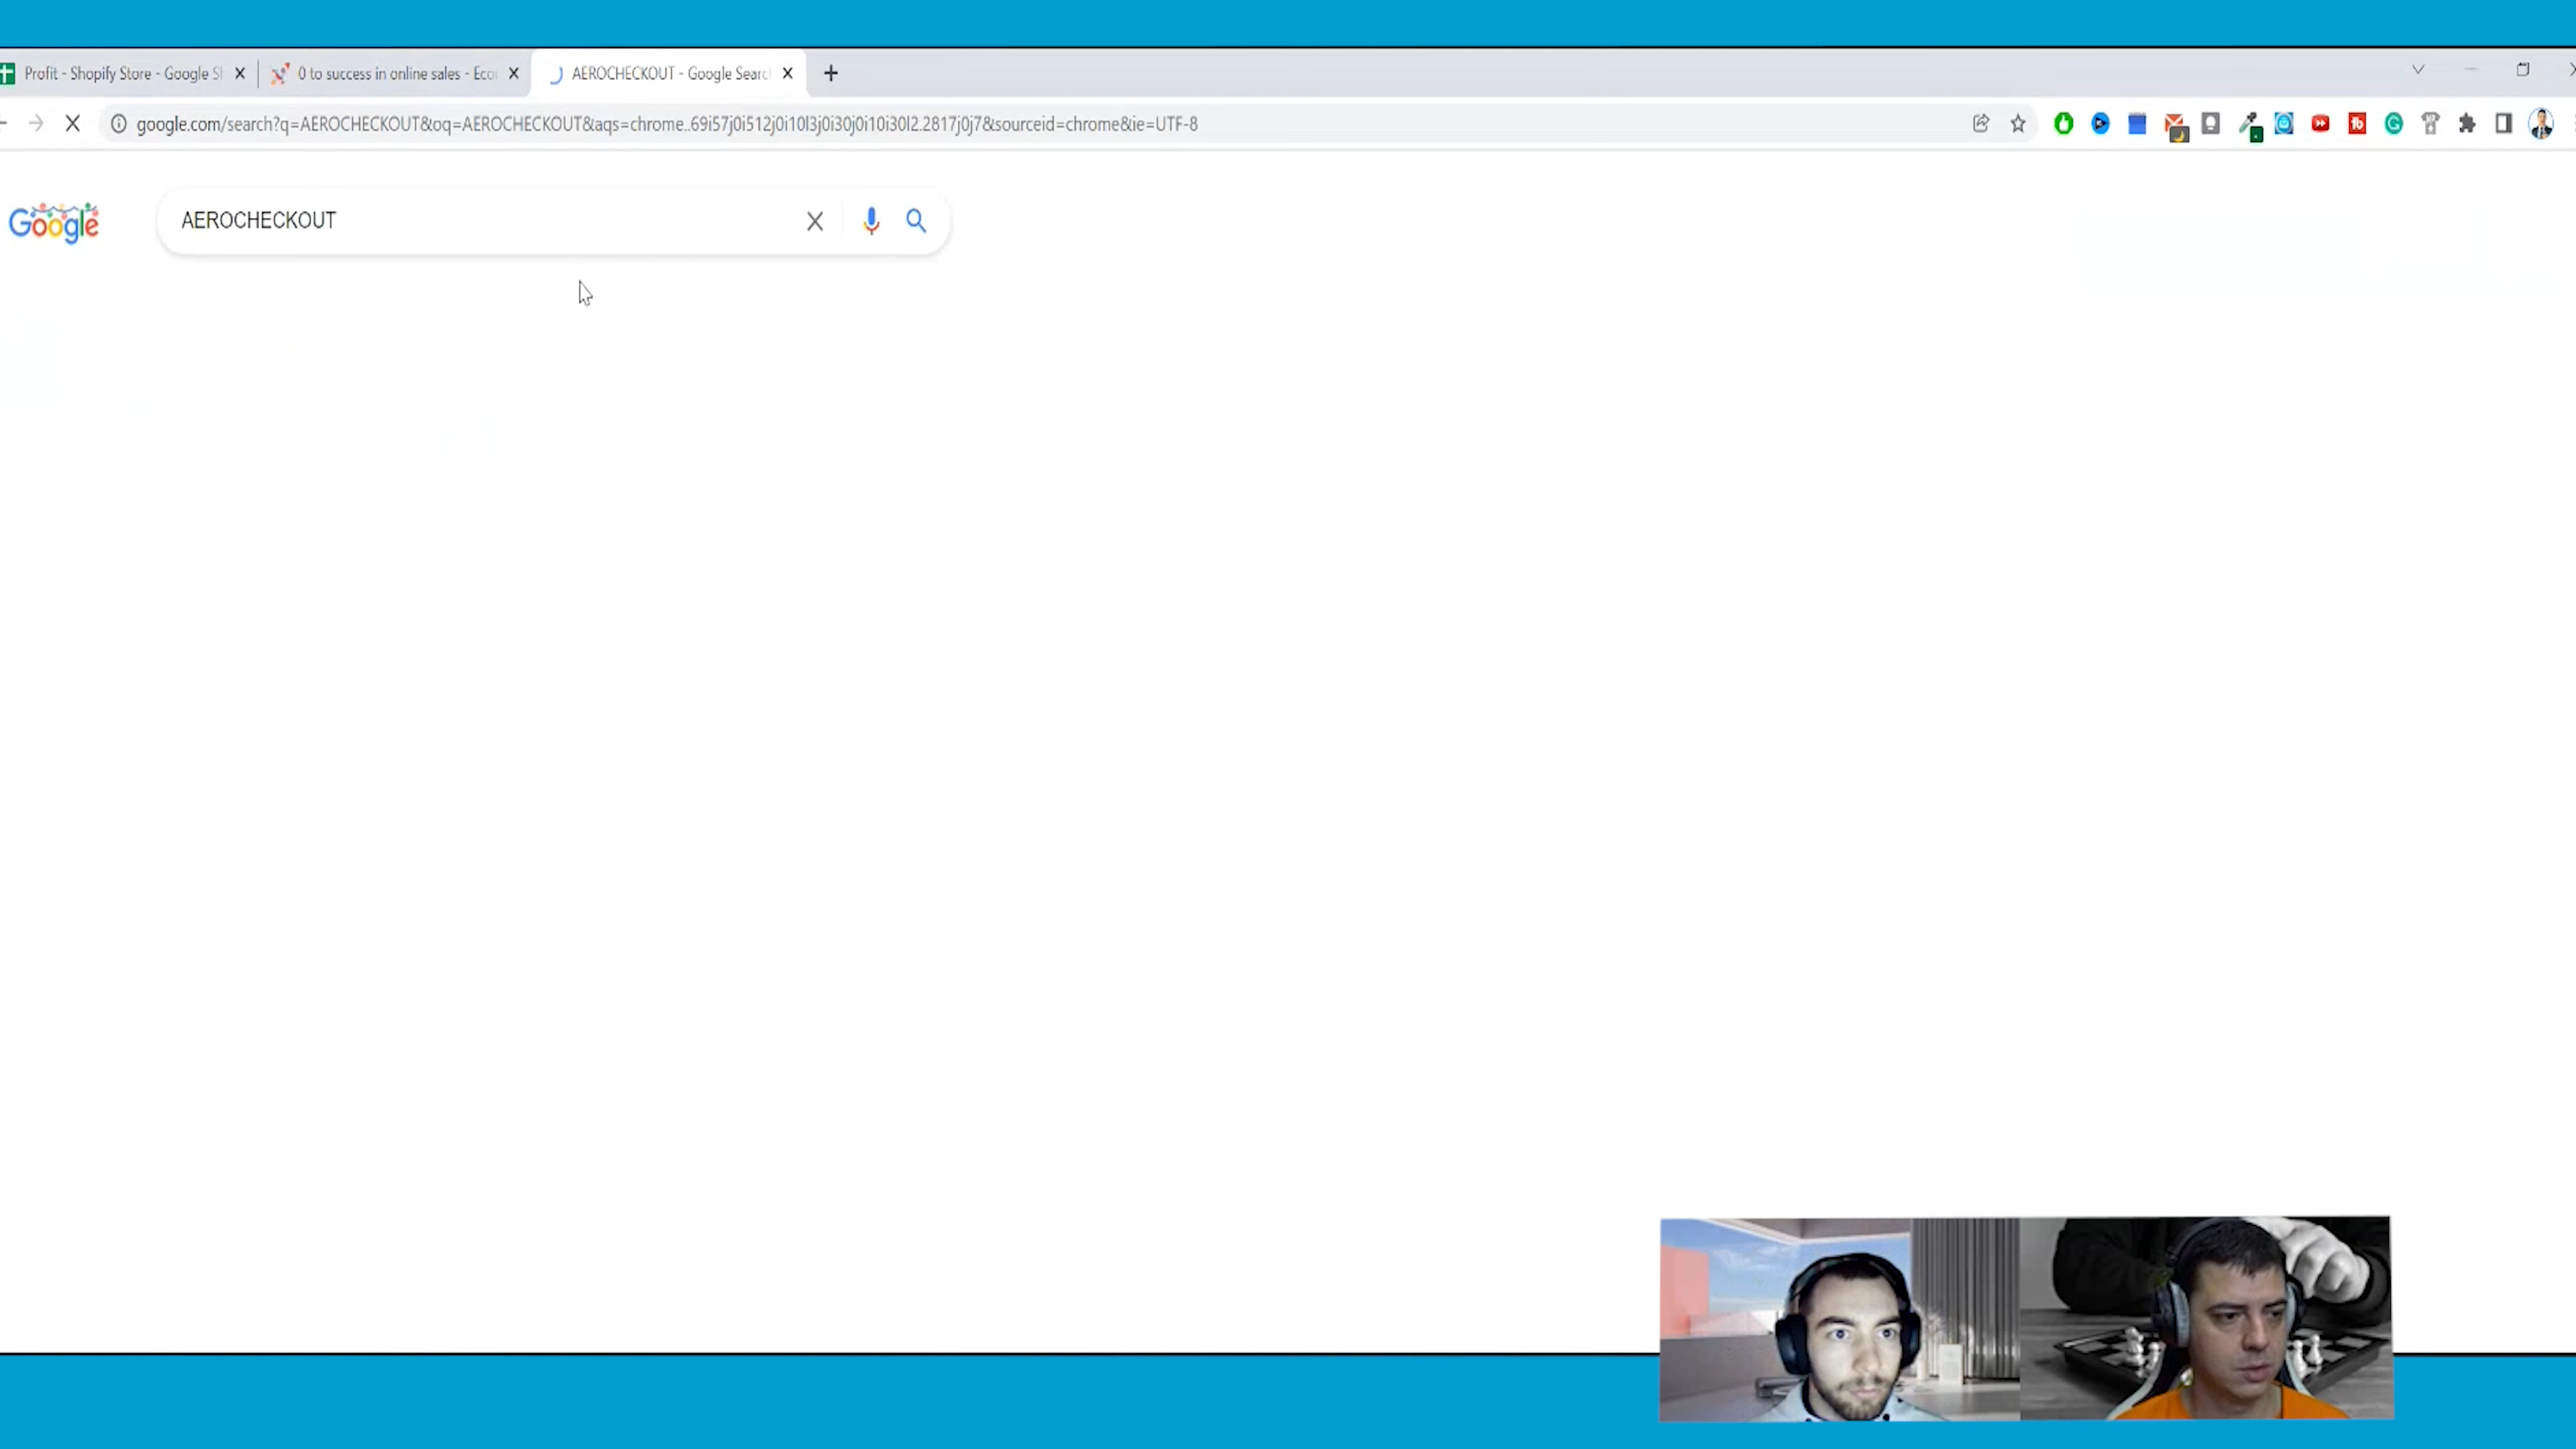 Profit - Shopify Store - Google S
0 to success in online sales - Eco
AEROCHECKOUT - Google Searc
google.com/search?q=AEROCHECKOUT&oq=AEROCHECKOUT&aqs=chrome..69i57j0i512j0i10l3j0i30j0i10i30l2.2817j0j7&sourceid=chrome&ie=UTF-8
Google
AEROCHECKOUT